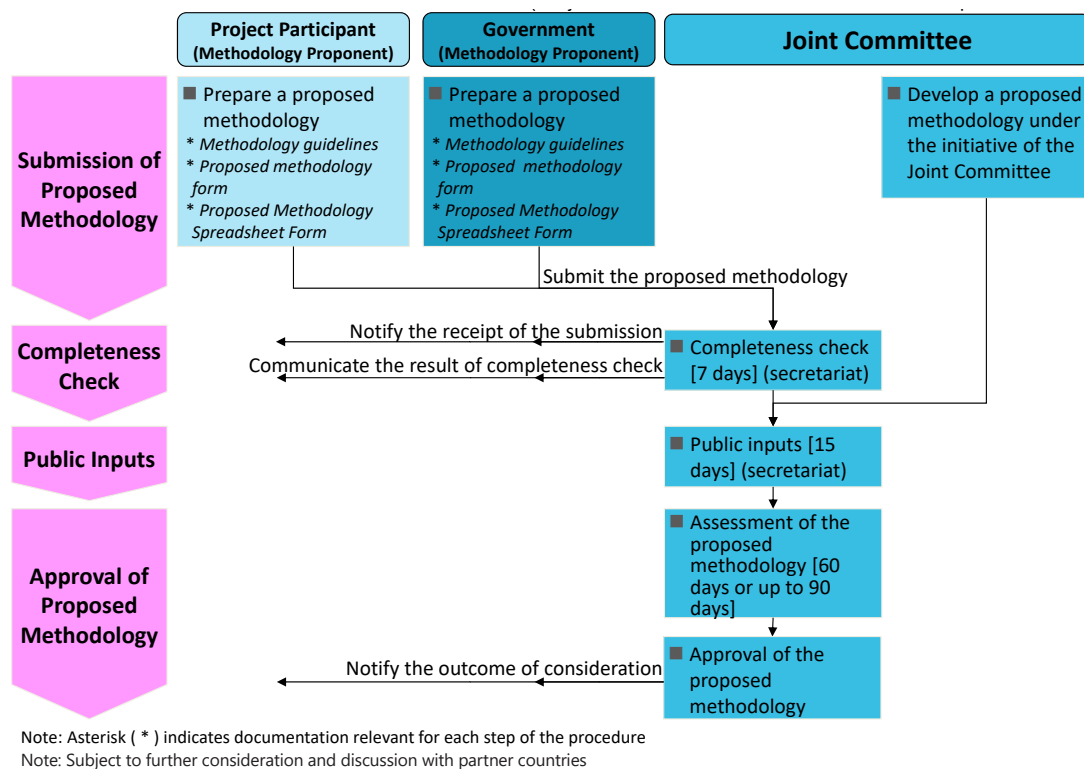 Project Participant
(Methodology Proponent)
Government
(Methodology Proponent)
Joint Committee
Submission of
Proposed
Methodology
■ Prepare a proposed
methodology
* Methodology guidelines
* Proposed methodology
form
* Proposed Methodology
Spreadsheet Form
■ Prepare a proposed
methodology
* Methodology guidelines
* Proposed methodology
form
* Proposed Methodology
Spreadsheet Form
■ Develop a proposed
methodology under
the initiative of the
Joint Committee
Submit the proposed methodology
Completeness
Check
Notify the receipt of the submission
Communicate the result of completeness check
■ Completeness check
[7 days] (secretariat)
Public Inputs
■ Public inputs [15
days] (secretariat)
Approval of
Proposed
Methodology
■ Assessment of the
proposed
methodology [60
days or up to 90
days]
Notify the outcome of consideration
■ Approval of the
proposed
methodology
Note: Asterisk ( * ) indicates documentation relevant for each step of the procedure
Note: Subject to further consideration and discussion with partner countries